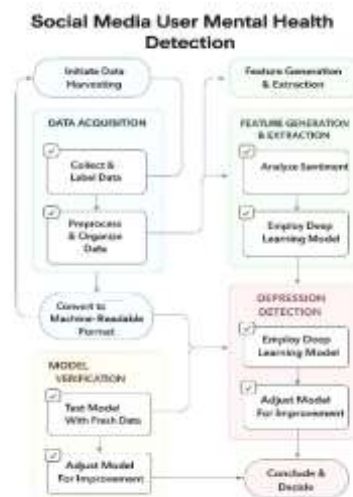 Social Media User Mental Health
Detection
Initiate Data
Harvesting
DATA ACQUISITION
Collect &
Label Data
Preprocess
& Organize
Data
Convert to
Machine-Readable
Format
MODEL
VERIFICATION
Test Model
With Fresh Data
Adjust Model
For Improvement
Feature Generation
& Extraction
FEATURE GENERATION
& EXTRACTION
Analyze Sentiment
Employ Deep
Learning Model
DEPRESSION
DETECTION
Employ Deep
Learning Model
Adjust Model
For Improvement
Conclude &
Decide